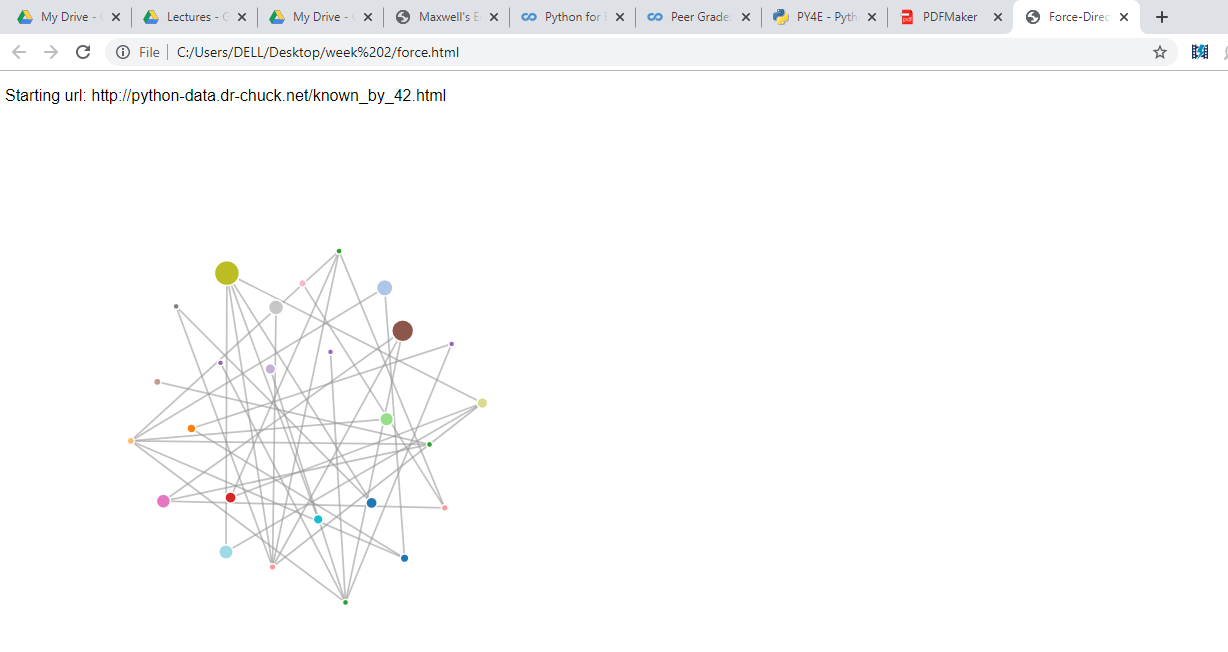 My Drive -
Lectures - G
My Drive -
Maxwell's E
Python for
Peer Grade
PY4E - Pyth
PDFMaker
Force-Direc
File
C:/Users/DELL/Desktop/week%202/force.html
Starting url: http://python-data.dr-chuck.net/known_by_42.html